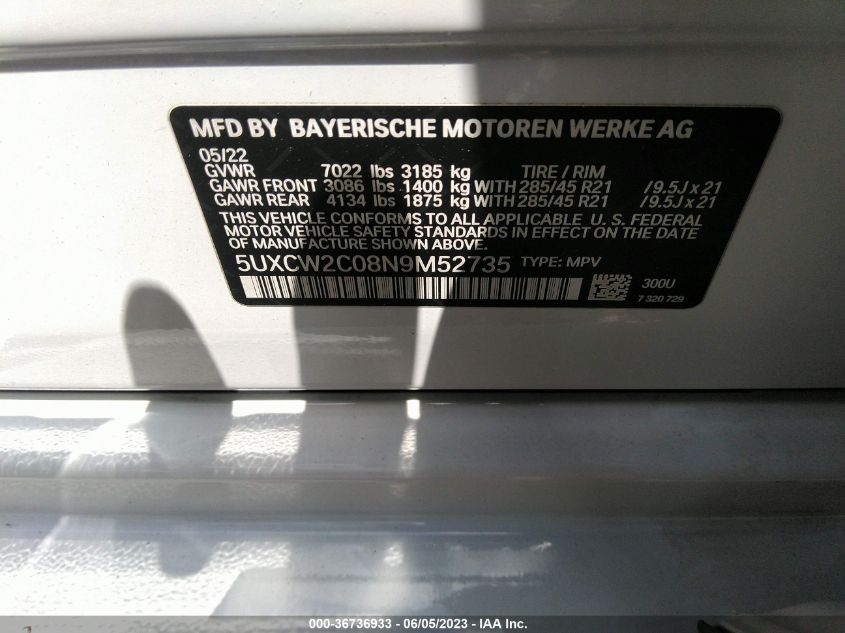 MFD BY BAYERISCHE MOTOREN WERKE AG
05/22
GVWR 7022 lbs 3185 kg TIRE / RIM
GAWR FRONT 3086 lbs 1400 kg WITH 285/45 R21 /9.5J x 21
GAWR REAR 4134 lbs 1875 kg WITH 285/45 R21 /9.5J x 21
THIS VEHICLE CONFORMS TO ALL APPLICABLE U. S. FEDERAL
MOTOR VEHICLE SAFETY STANDARDS IN EFFECT ON THE DATE
OF MANUFACTURE SHOWN ABOVE.
5UXCW2C08N9M52735 TYPE: MPV
300U
7 320 729
000-36736933 - 06/05/2023 - IAA Inc.